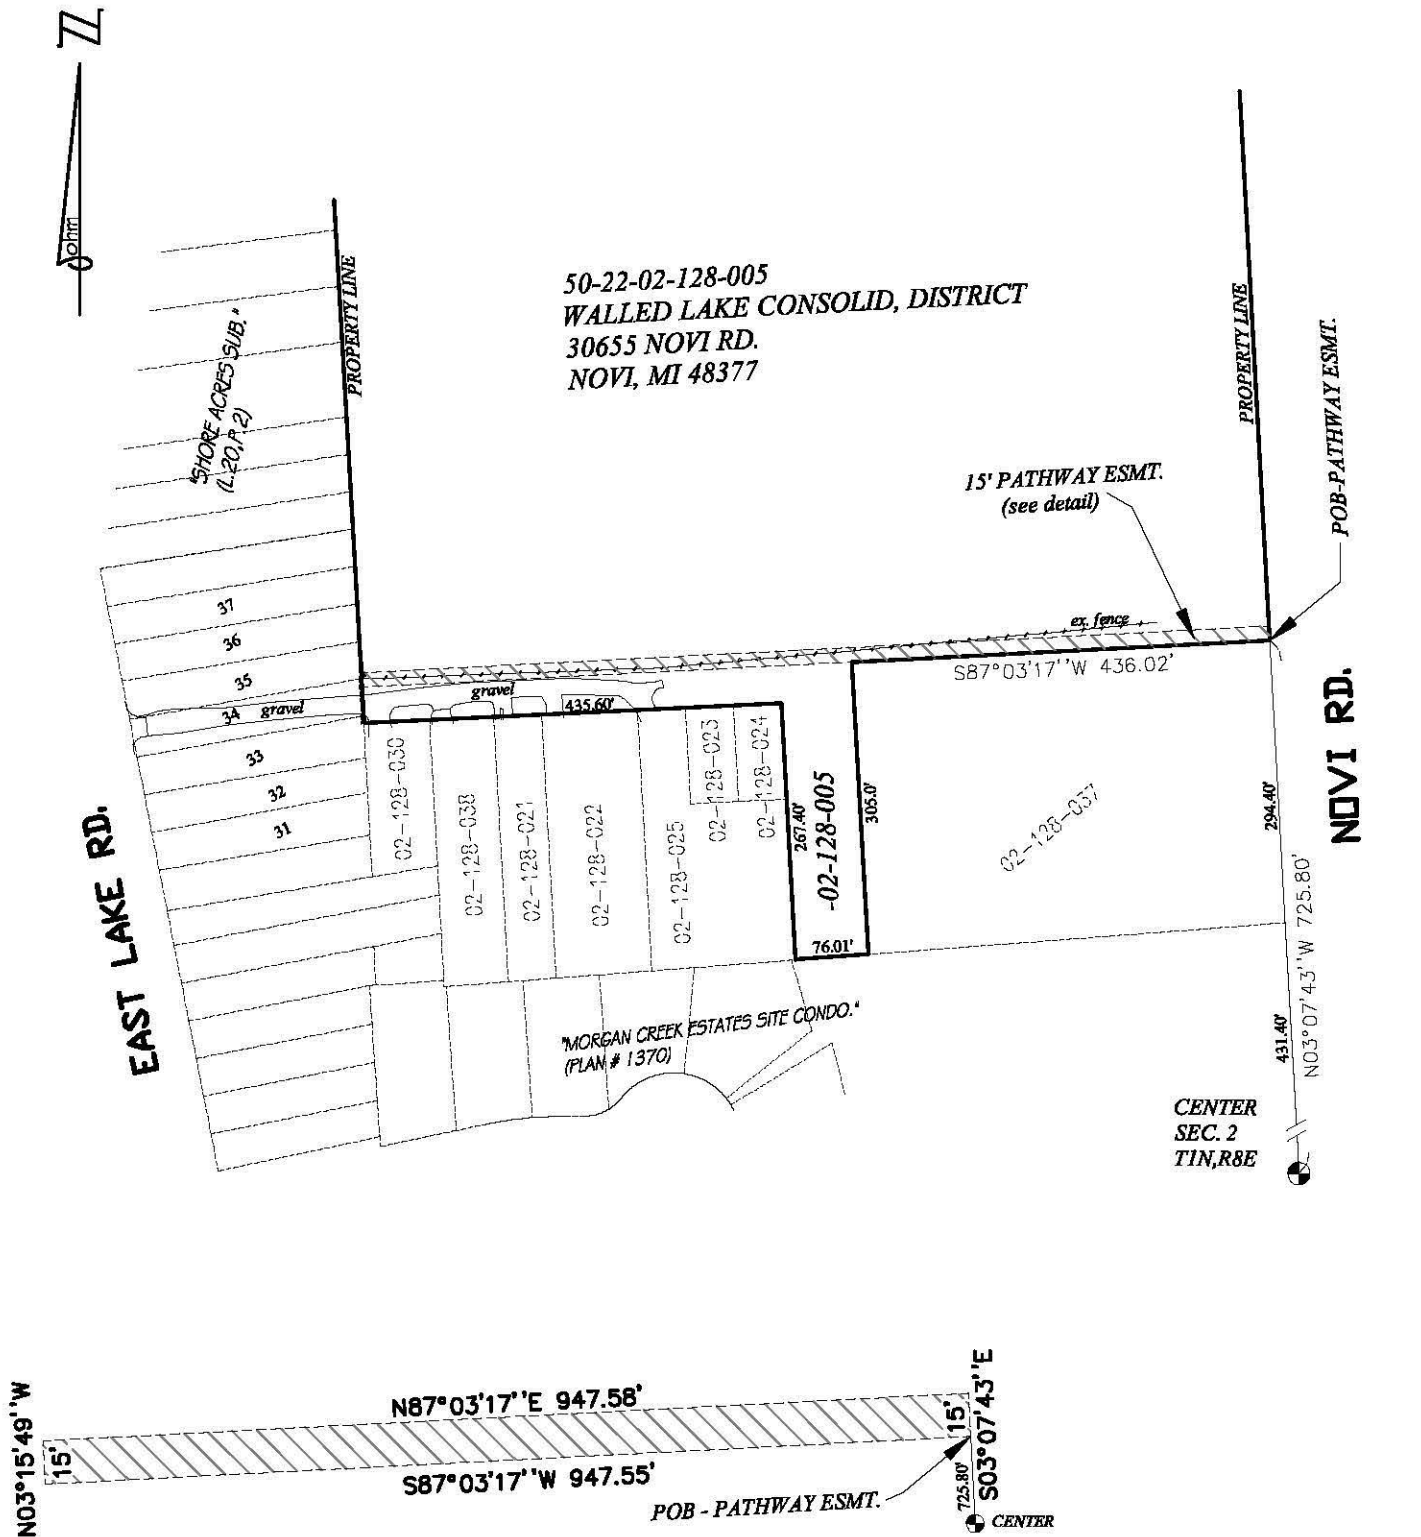 N
ohm
50-22-02-128-005
WALLED LAKE CONSOLID, DISTRICT
30655 NOVI RD.
NOVI, MI 48377
PROPERTY LINE
PROPERTY LINE
"SHORE ACRES SUB."
(L.20,P 2)
15' PATHWAY ESMT.
(see detail)
POB-PATHWAY ESMT.
ex. fence
S87°03'17''W 436.02'
37
36
35
34
33
32
31
gravel
gravel
435.60'
02-128-030
02-128-038
02-128-021
02-128-022
02-128-025
02-128-023
02-128-024
267.40'
-02-128-005
305.0'
76.01'
02-128-037
294.40'
NOVI RD.
N03°07'43''W 725.80'
431.40'
EAST LAKE RD.
"MORGAN CREEK ESTATES SITE CONDO."
(PLAN # 1370)
CENTER
SEC. 2
T1N,R8E
N03°15'49''W
15'
N87°03'17''E 947.58'
S87°03'17''W 947.55'
15'
S03°07'43''E
725.80'
POB - PATHWAY ESMT.
CENTER